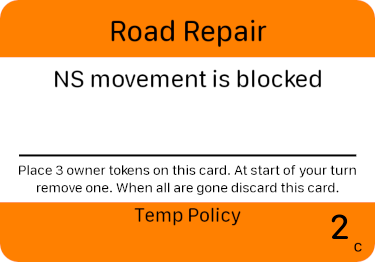 Road Repair
NS movement is blocked
Place 3 owner tokens on this card. At start of your turn
remove one. When all are gone discard this card.
Temp Policy
2
c